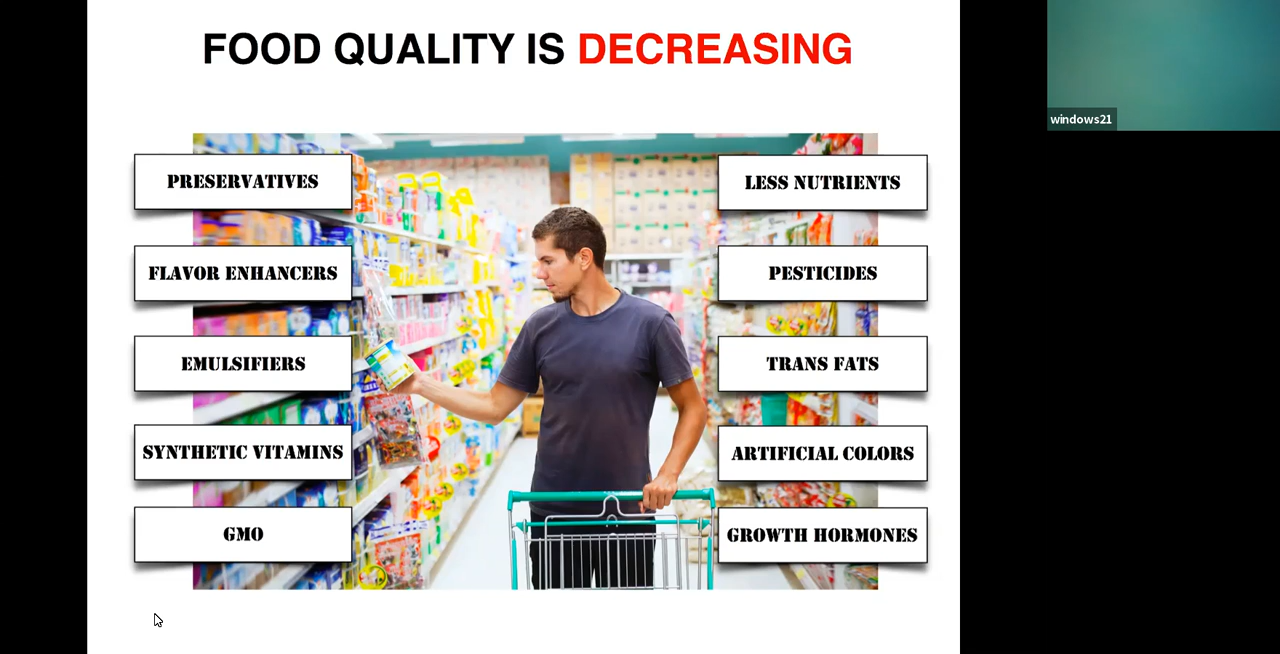 FOOD QUALITY IS DECREASING
windows21
PRESERVATIVES
LESS NUTRIENTS
FLAVOR ENHANCERS
PESTICIDES
EMULSIFIERS
TRANS FATS
SYNTHETIC VITAMINS
ARTIFICIAL COLORS
GMO
GROWTH HORMONES